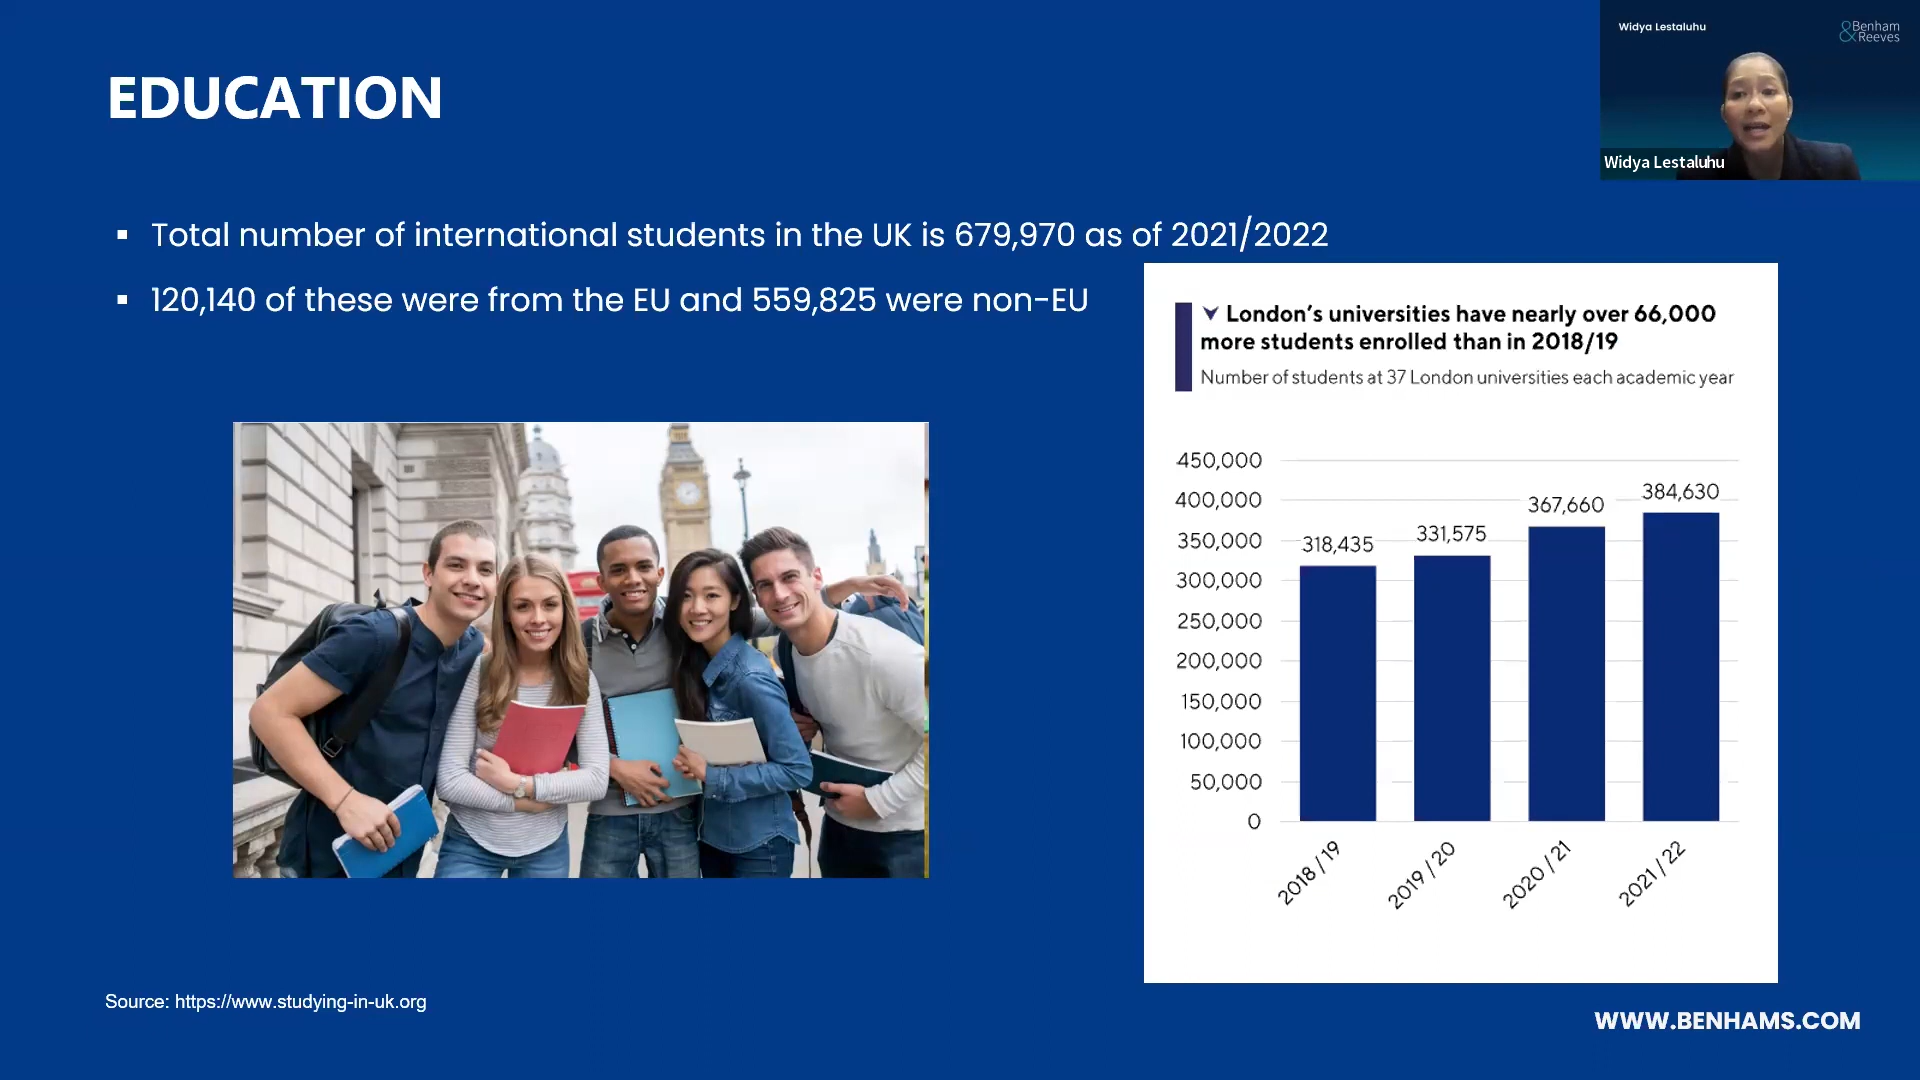 Widya Lestaluhu
&Benham
Reeves
Widya Lestaluhu
EDUCATION
▪ Total number of international students in the UK is 679,970 as of 2021/2022
▪ 120,140 of these were from the EU and 559,825 were non-EU
London’s universities have nearly over 66,000
more students enrolled than in 2018/19
Number of students at 37 London universities each academic year
450,000
400,000
350,000
300,000
250,000
200,000
150,000
100,000
50,000
0
318,435
331,575
367,660
384,630
2018 / 19
2019 / 20
2020 / 21
2021 / 22
Source: https://www.studying-in-uk.org
WWW.BENHAMS.COM